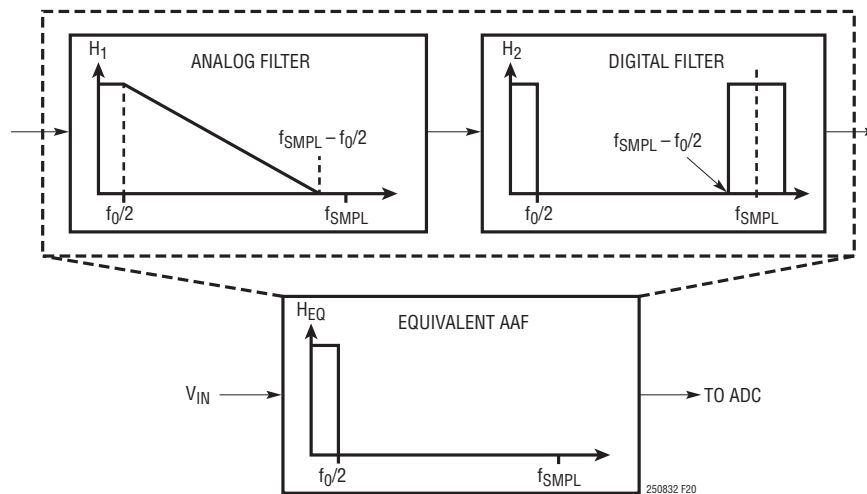 H1
ANALOG FILTER
fSMPL – f0/2
f0/2
fSMPL
H2
DIGITAL FILTER
fSMPL – f0/2
f0/2
fSMPL
HEQ
EQUIVALENT AAF
VIN
TO ADC
f0/2
fSMPL
250832 F20